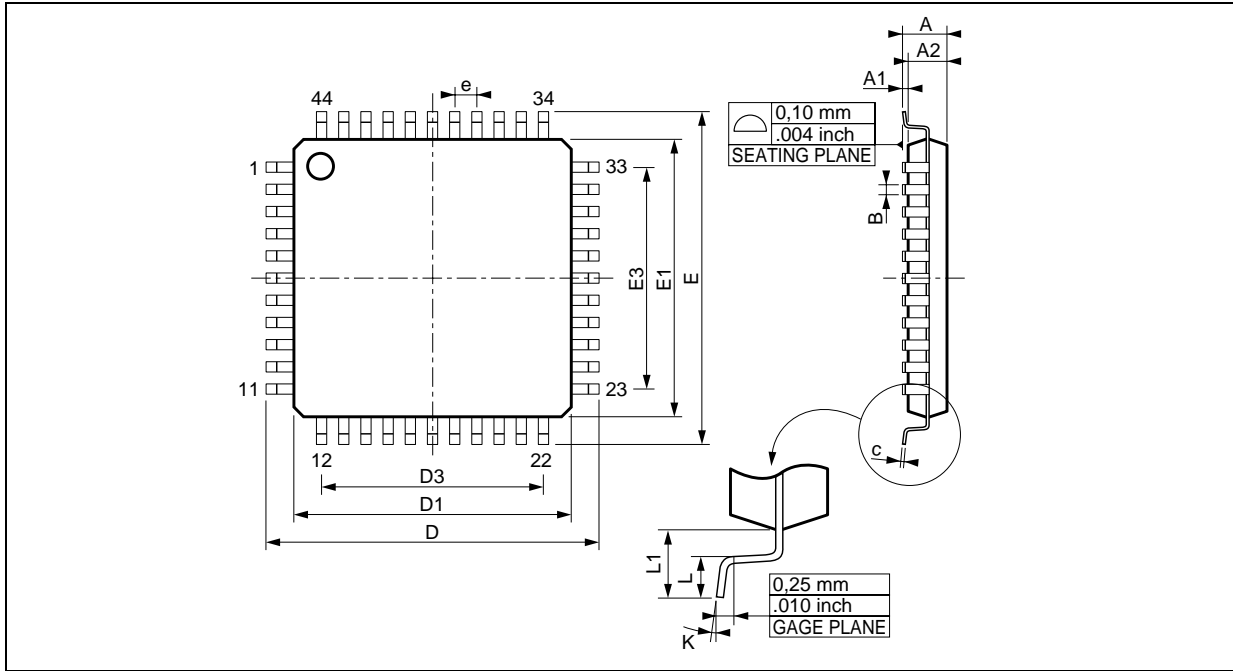 A
A2
A1
e
44
34
0,10 mm
.004 inch
SEATING PLANE
1
33
B
E3
E1
E
11
23
12
22
c
D3
D1
D
L1
L
0,25 mm
.010 inch
GAGE PLANE
K